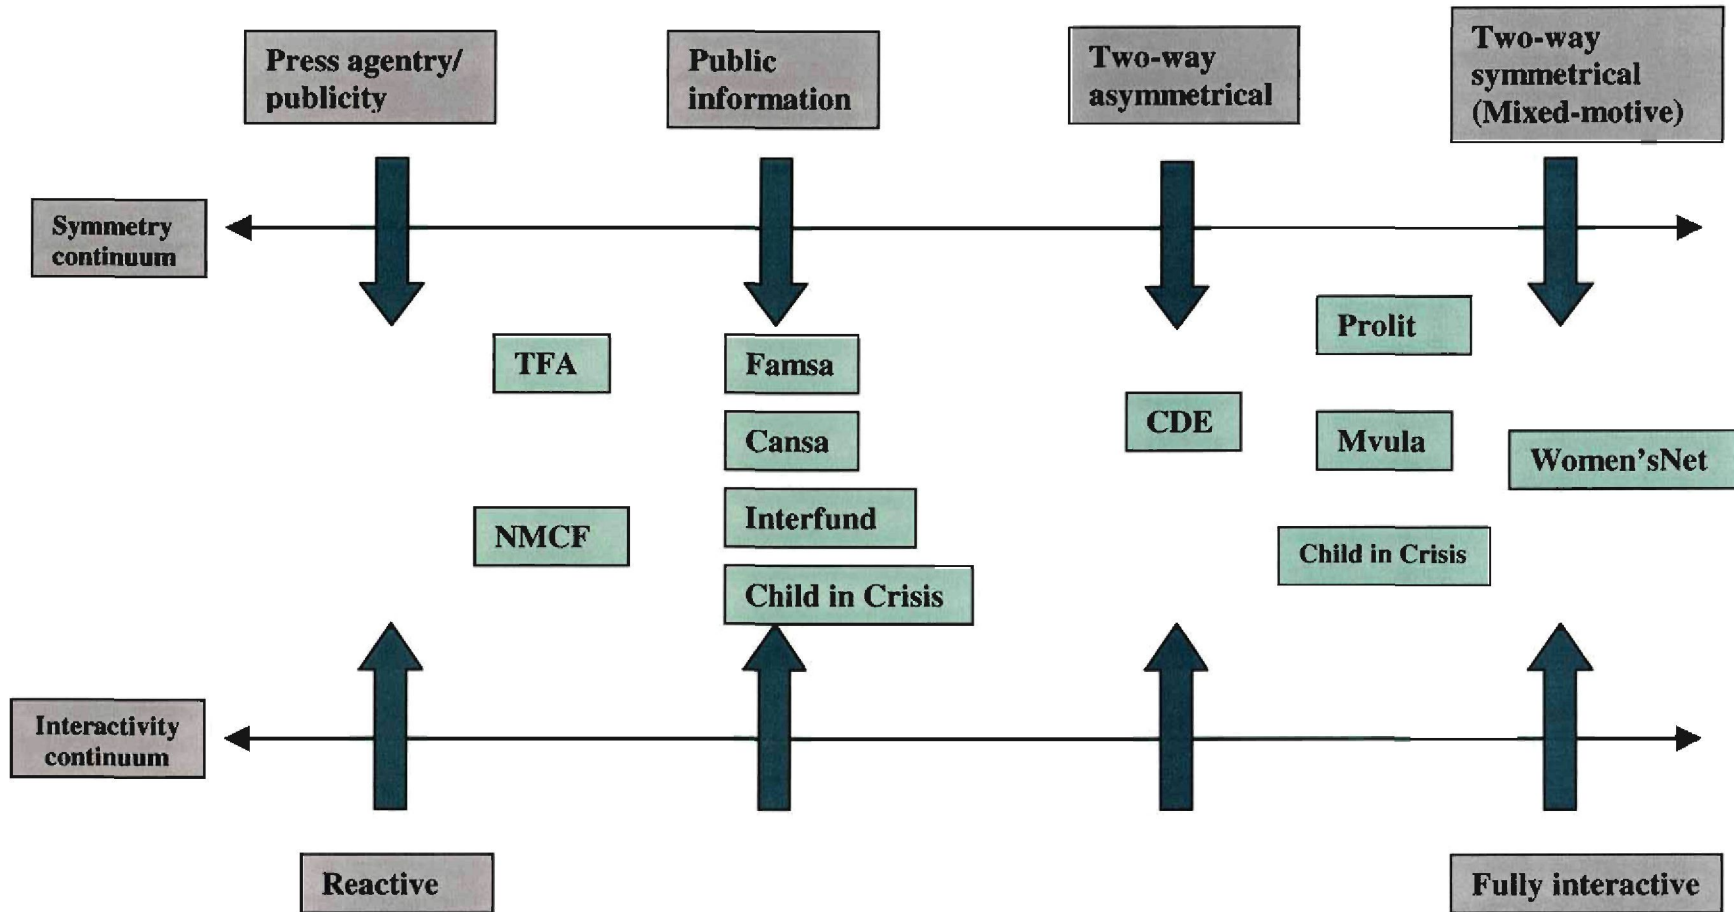 Press agentry/
publicity
Public
information
Two-way
asymmetrical
Two-way
symmetrical
(Mixed-motive)
Symmetry
continuum
Prolit
TFA
Famsa
CDE
Cansa
Mvula
Women'sNet
NMCF
Interfund
Child in Crisis
Child in Crisis
Interactivity
continuum
Reactive
Fully interactive